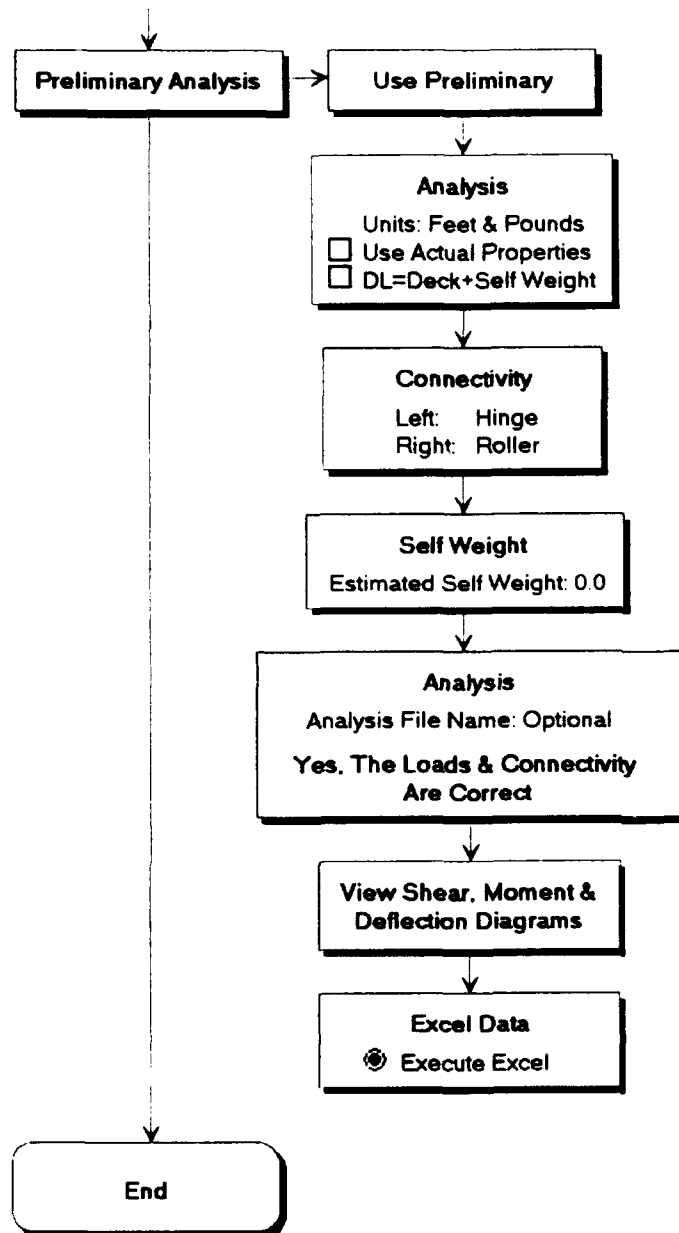 Preliminary Analysis
Use Preliminary
Analysis
Units: Feet & Pounds
Use Actual Properties
DL=Deck+Self Weight
Connectivity
Left: Hinge
Right: Roller
Self Weight
Estimated Self Weight: 0.0
Analysis
Analysis File Name: Optional
Yes, The Loads & Connectivity
Are Correct
View Shear, Moment &
Deflection Diagrams
Excel Data
Execute Excel
End